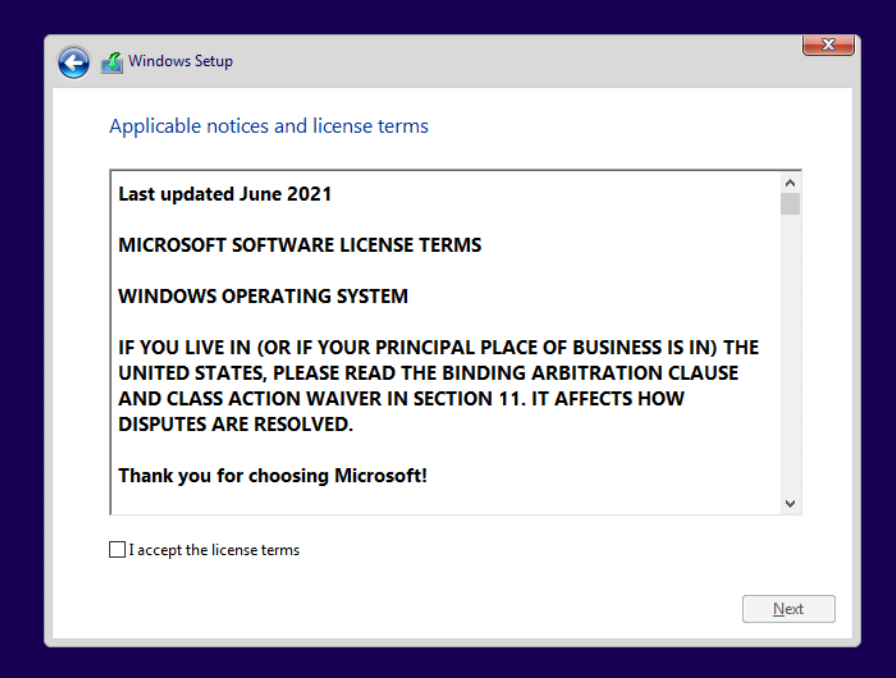 Windows Setup
Applicable notices and license terms
Last updated June 2021
MICROSOFT SOFTWARE LICENSE TERMS
WINDOWS OPERATING SYSTEM
IF YOU LIVE IN (OR IF YOUR PRINCIPAL PLACE OF BUSINESS IS IN) THE
UNITED STATES, PLEASE READ THE BINDING ARBITRATION CLAUSE
AND CLASS ACTION WAIVER IN SECTION 11. IT AFFECTS HOW
DISPUTES ARE RESOLVED.
Thank you for choosing Microsoft!
I accept the license terms
Next